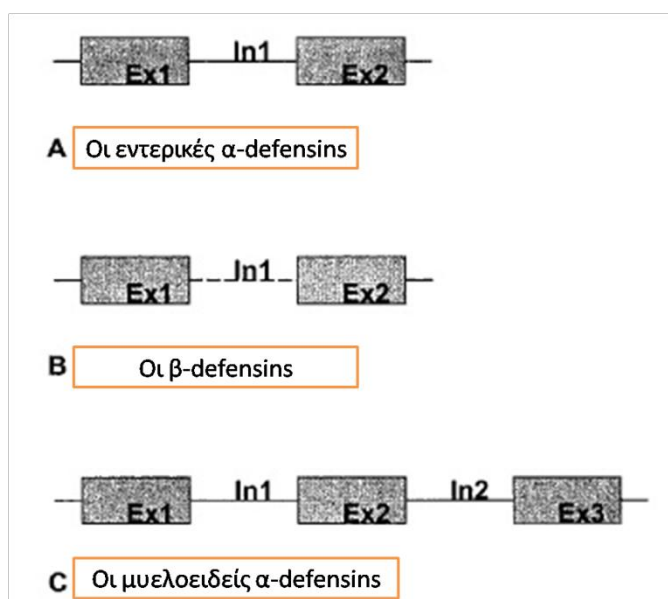 In1
Ex1 Ex2
A Οι εντερικές α-defensins
In1
Ex1 Ex2
B Οι β-defensins
In1 In2
Ex1 Ex2 Ex3
C Οι μυελοειδείς α-defensins